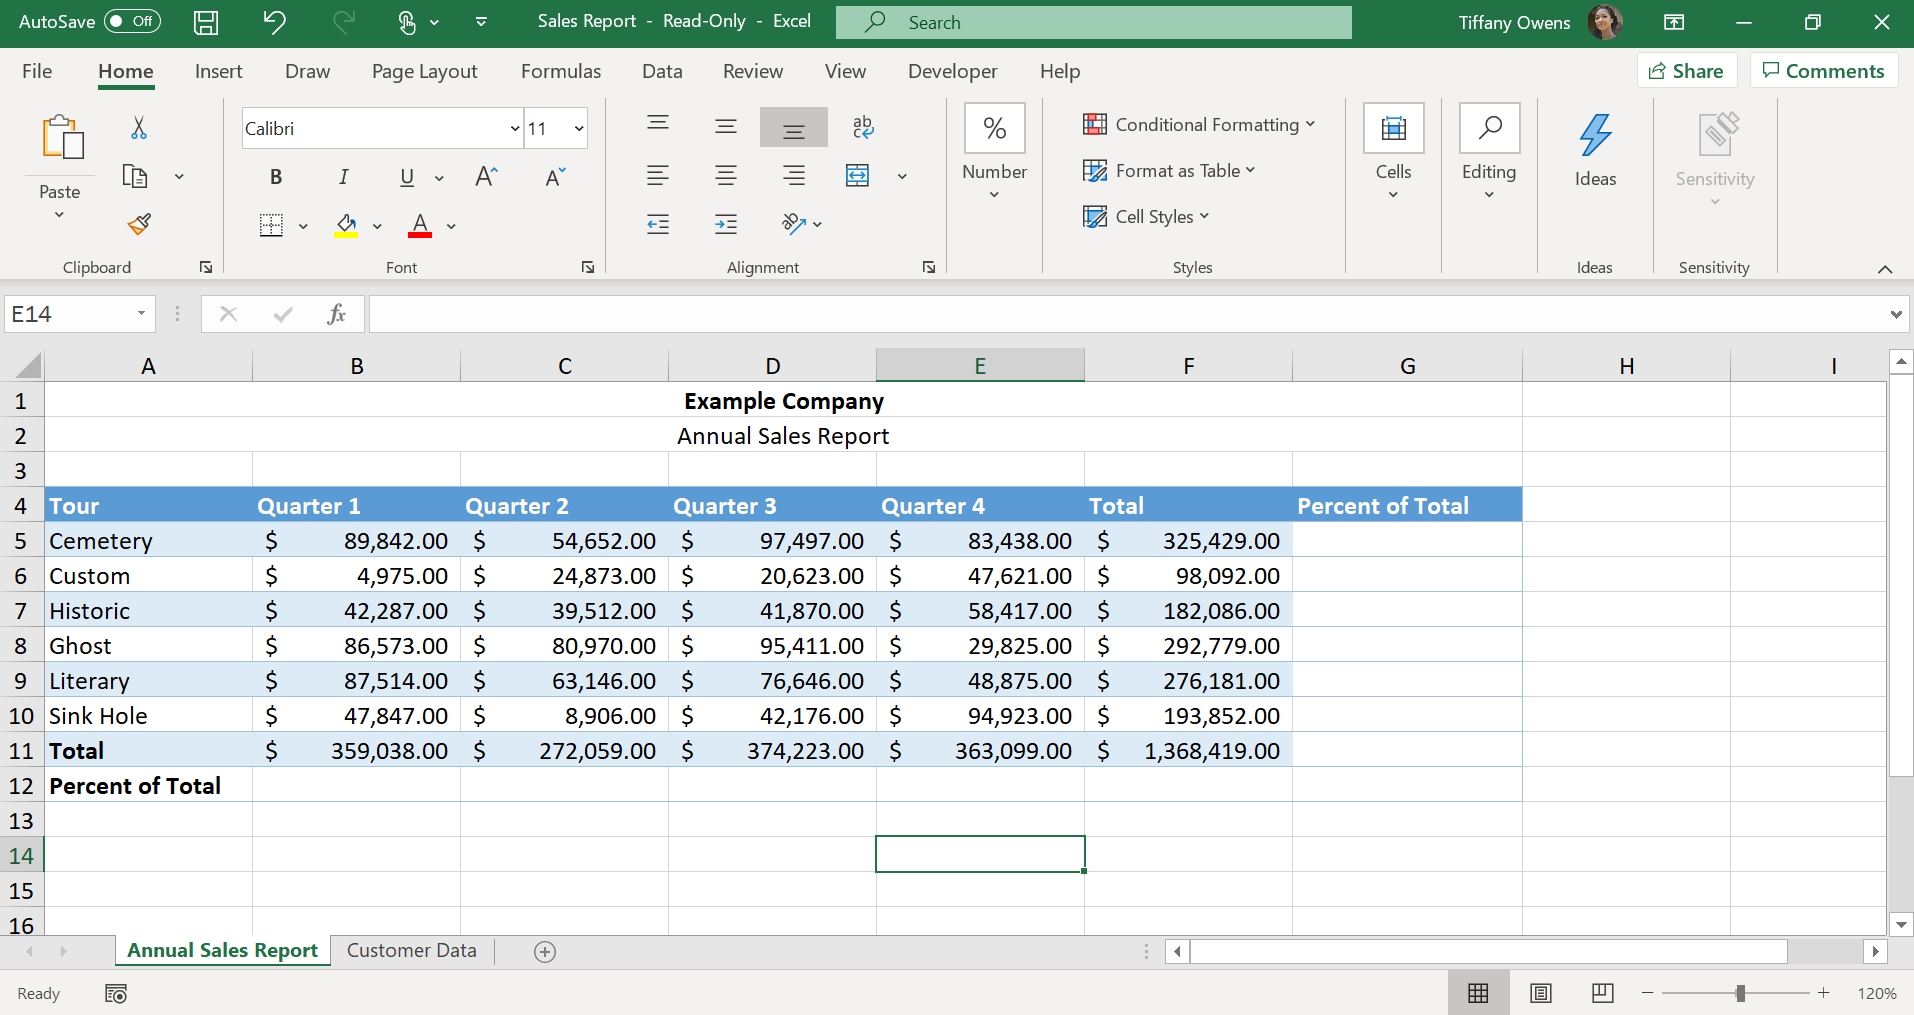 AutoSave Off Sales Report - Read-Only - Excel Search Tiffany Owens
File Home Insert Draw Page Layout Formulas Data Review View Developer Help Share Comments
Calibri 11 ab c %
Conditional Formatting
Format as Table
Cell Styles
Paste B I U A A Number Cells Editing Ideas Sensitivity
A
Clipboard Font Alignment Styles Ideas Sensitivity
E14 fx
A B C D E F G H I
1 Example Company
2 Annual Sales Report
3
4 Tour Quarter 1 Quarter 2 Quarter 3 Quarter 4 Total Percent of Total
5 Cemetery $ 89,842.00 $ 54,652.00 $ 97,497.00 $ 83,438.00 $ 325,429.00
6 Custom $ 4,975.00 $ 24,873.00 $ 20,623.00 $ 47,621.00 $ 98,092.00
7 Historic $ 42,287.00 $ 39,512.00 $ 41,870.00 $ 58,417.00 $ 182,086.00
8 Ghost $ 86,573.00 $ 80,970.00 $ 95,411.00 $ 29,825.00 $ 292,779.00
9 Literary $ 87,514.00 $ 63,146.00 $ 76,646.00 $ 48,875.00 $ 276,181.00
10 Sink Hole $ 47,847.00 $ 8,906.00 $ 42,176.00 $ 94,923.00 $ 193,852.00
11 Total $ 359,038.00 $ 272,059.00 $ 374,223.00 $ 363,099.00 $ 1,368,419.00
12 Percent of Total
13
14
15
16
Annual Sales Report Customer Data
Ready 120%